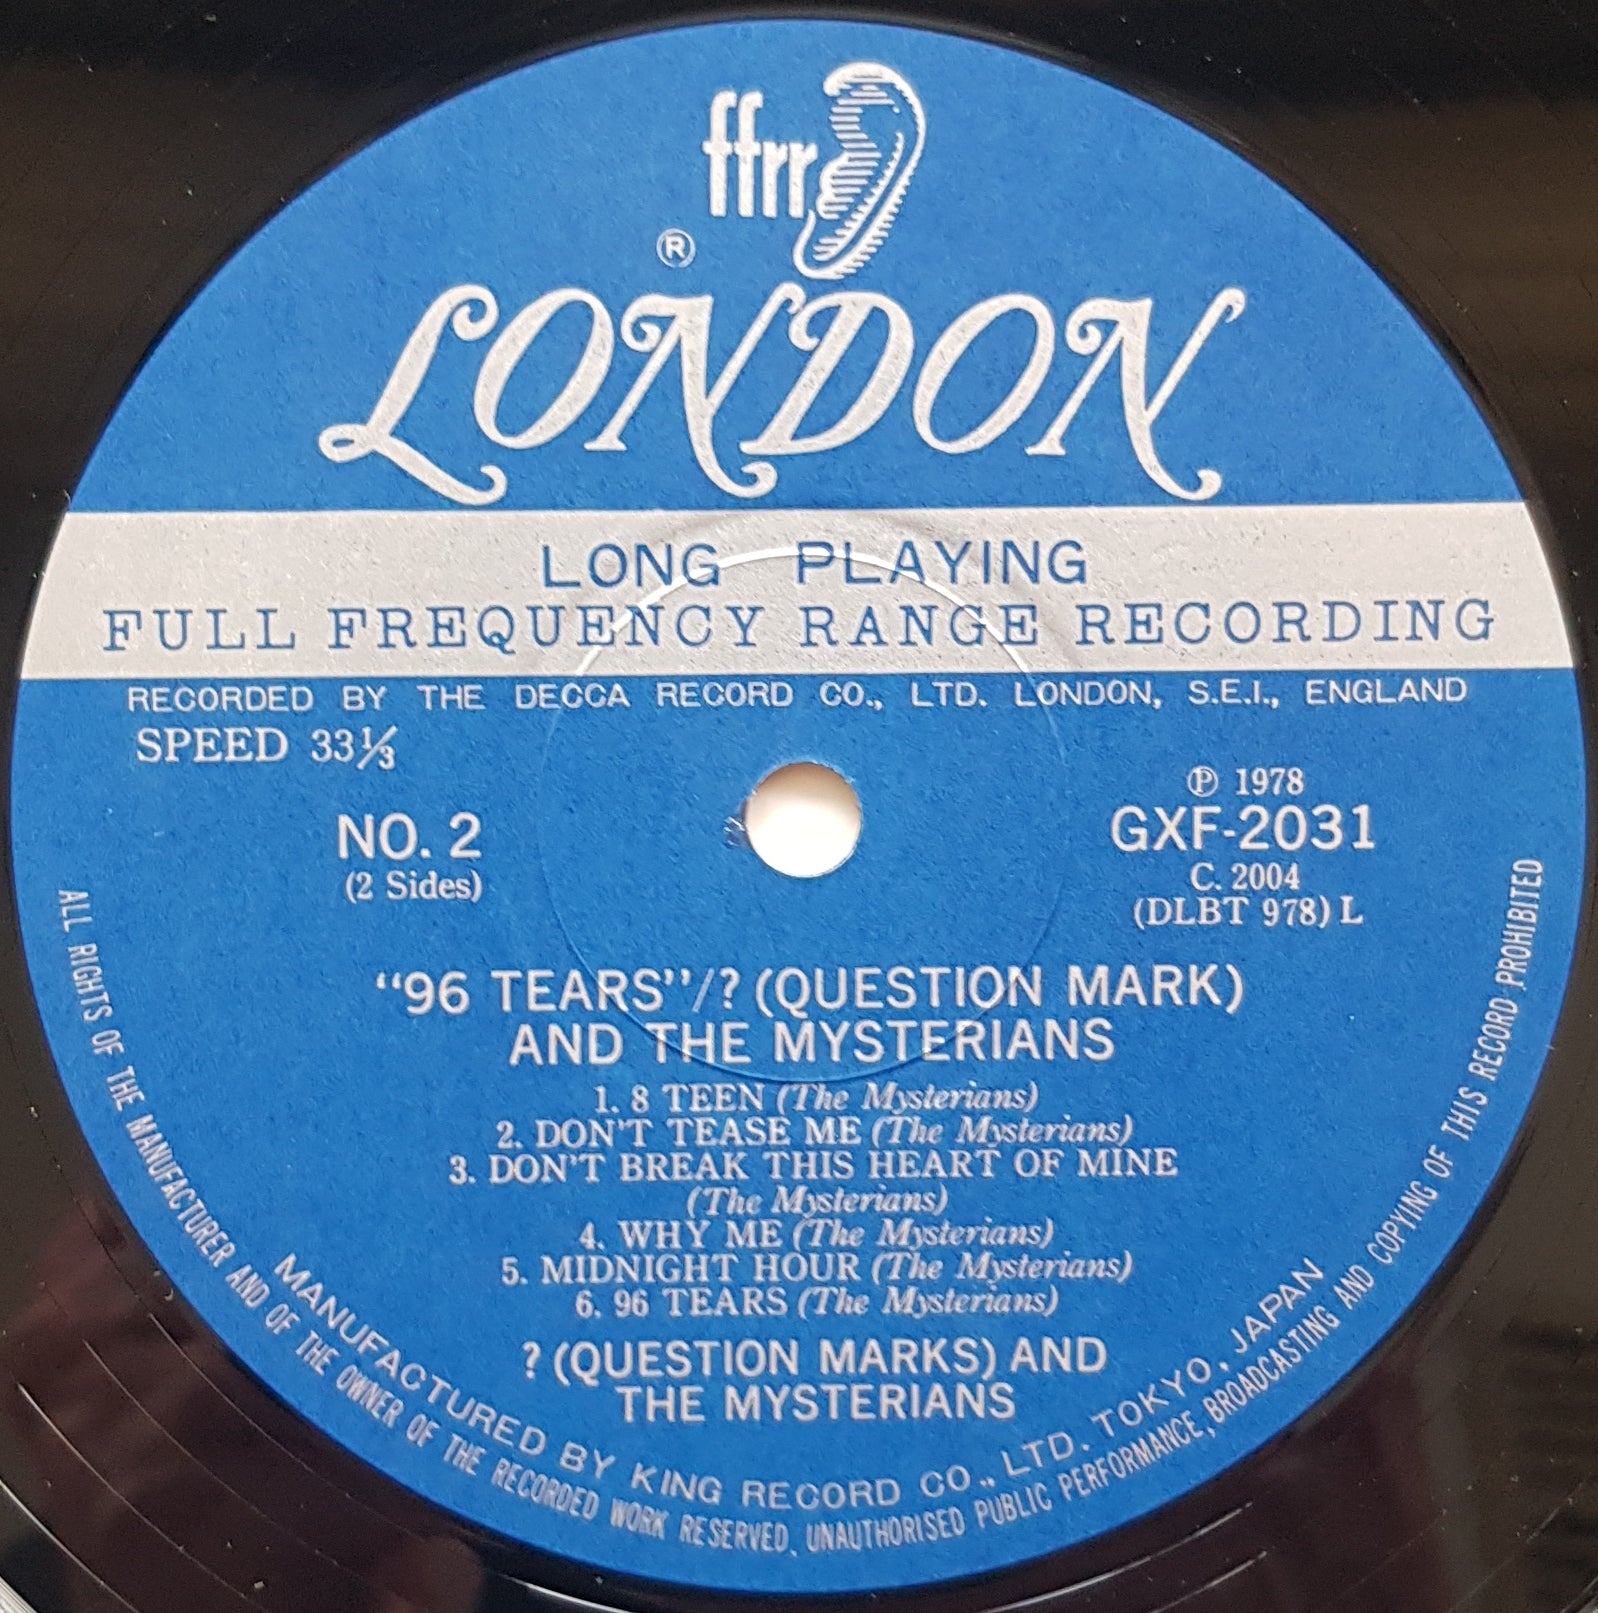 ffrr
®
LONDON
LONG PLAYING
FULL FREQUENCY RANGE RECORDING
RECORDED BY THE DECCA RECORD CO., LTD. LONDON, S.E.I., ENGLAND
SPEED 33⅓
℗ 1978
NO. 2
GXF-2031
(2 Sides)
C. 2004
(DLBT 978) L
"96 TEARS"/? (QUESTION MARK)
AND THE MYSTERIANS
1. 8 TEEN (The Mysterians)
2. DON'T TEASE ME (The Mysterians)
3. DON'T BREAK THIS HEART OF MINE
(The Mysterians)
4. WHY ME (The Mysterians)
5. MIDNIGHT HOUR (The Mysterians)
6. 96 TEARS (The Mysterians)
? (QUESTION MARKS) AND
THE MYSTERIANS
MANUFACTURED BY KING RECORD CO., LTD. TOKYO, JAPAN
ALL RIGHTS OF THE MANUFACTURER AND OF THE OWNER OF THE RECORDED WORK RESERVED. UNAUTHORISED PUBLIC PERFORMANCE, BROADCASTING AND COPYING OF THIS RECORD PROHIBITED